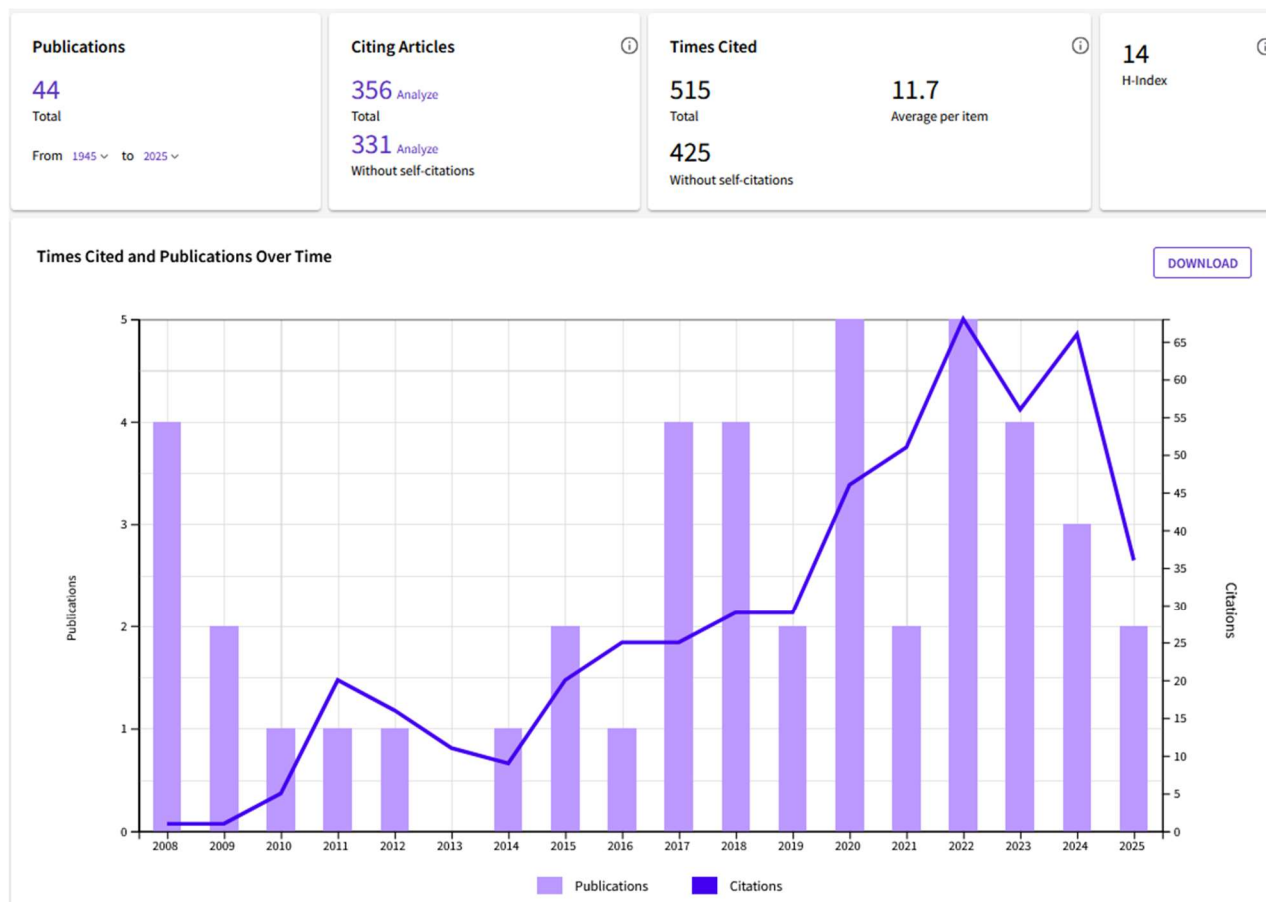 Publications
44
Total
From 1945 to 2025
Citing Articles
356 Analyze
Total
331 Analyze
Without self-citations
Times Cited
515
Total
11.7
Average per item
425
Without self-citations
14
H-Index
Times Cited and Publications Over Time
DOWNLOAD
Publications
5
4
3
2
1
0
65
60
55
50
45
40
35
30
25
20
15
10
5
0
Citations
2008 2009 2010 2011 2012 2013 2014 2015 2016 2017 2018 2019 2020 2021 2022 2023 2024 2025
Publications Citations